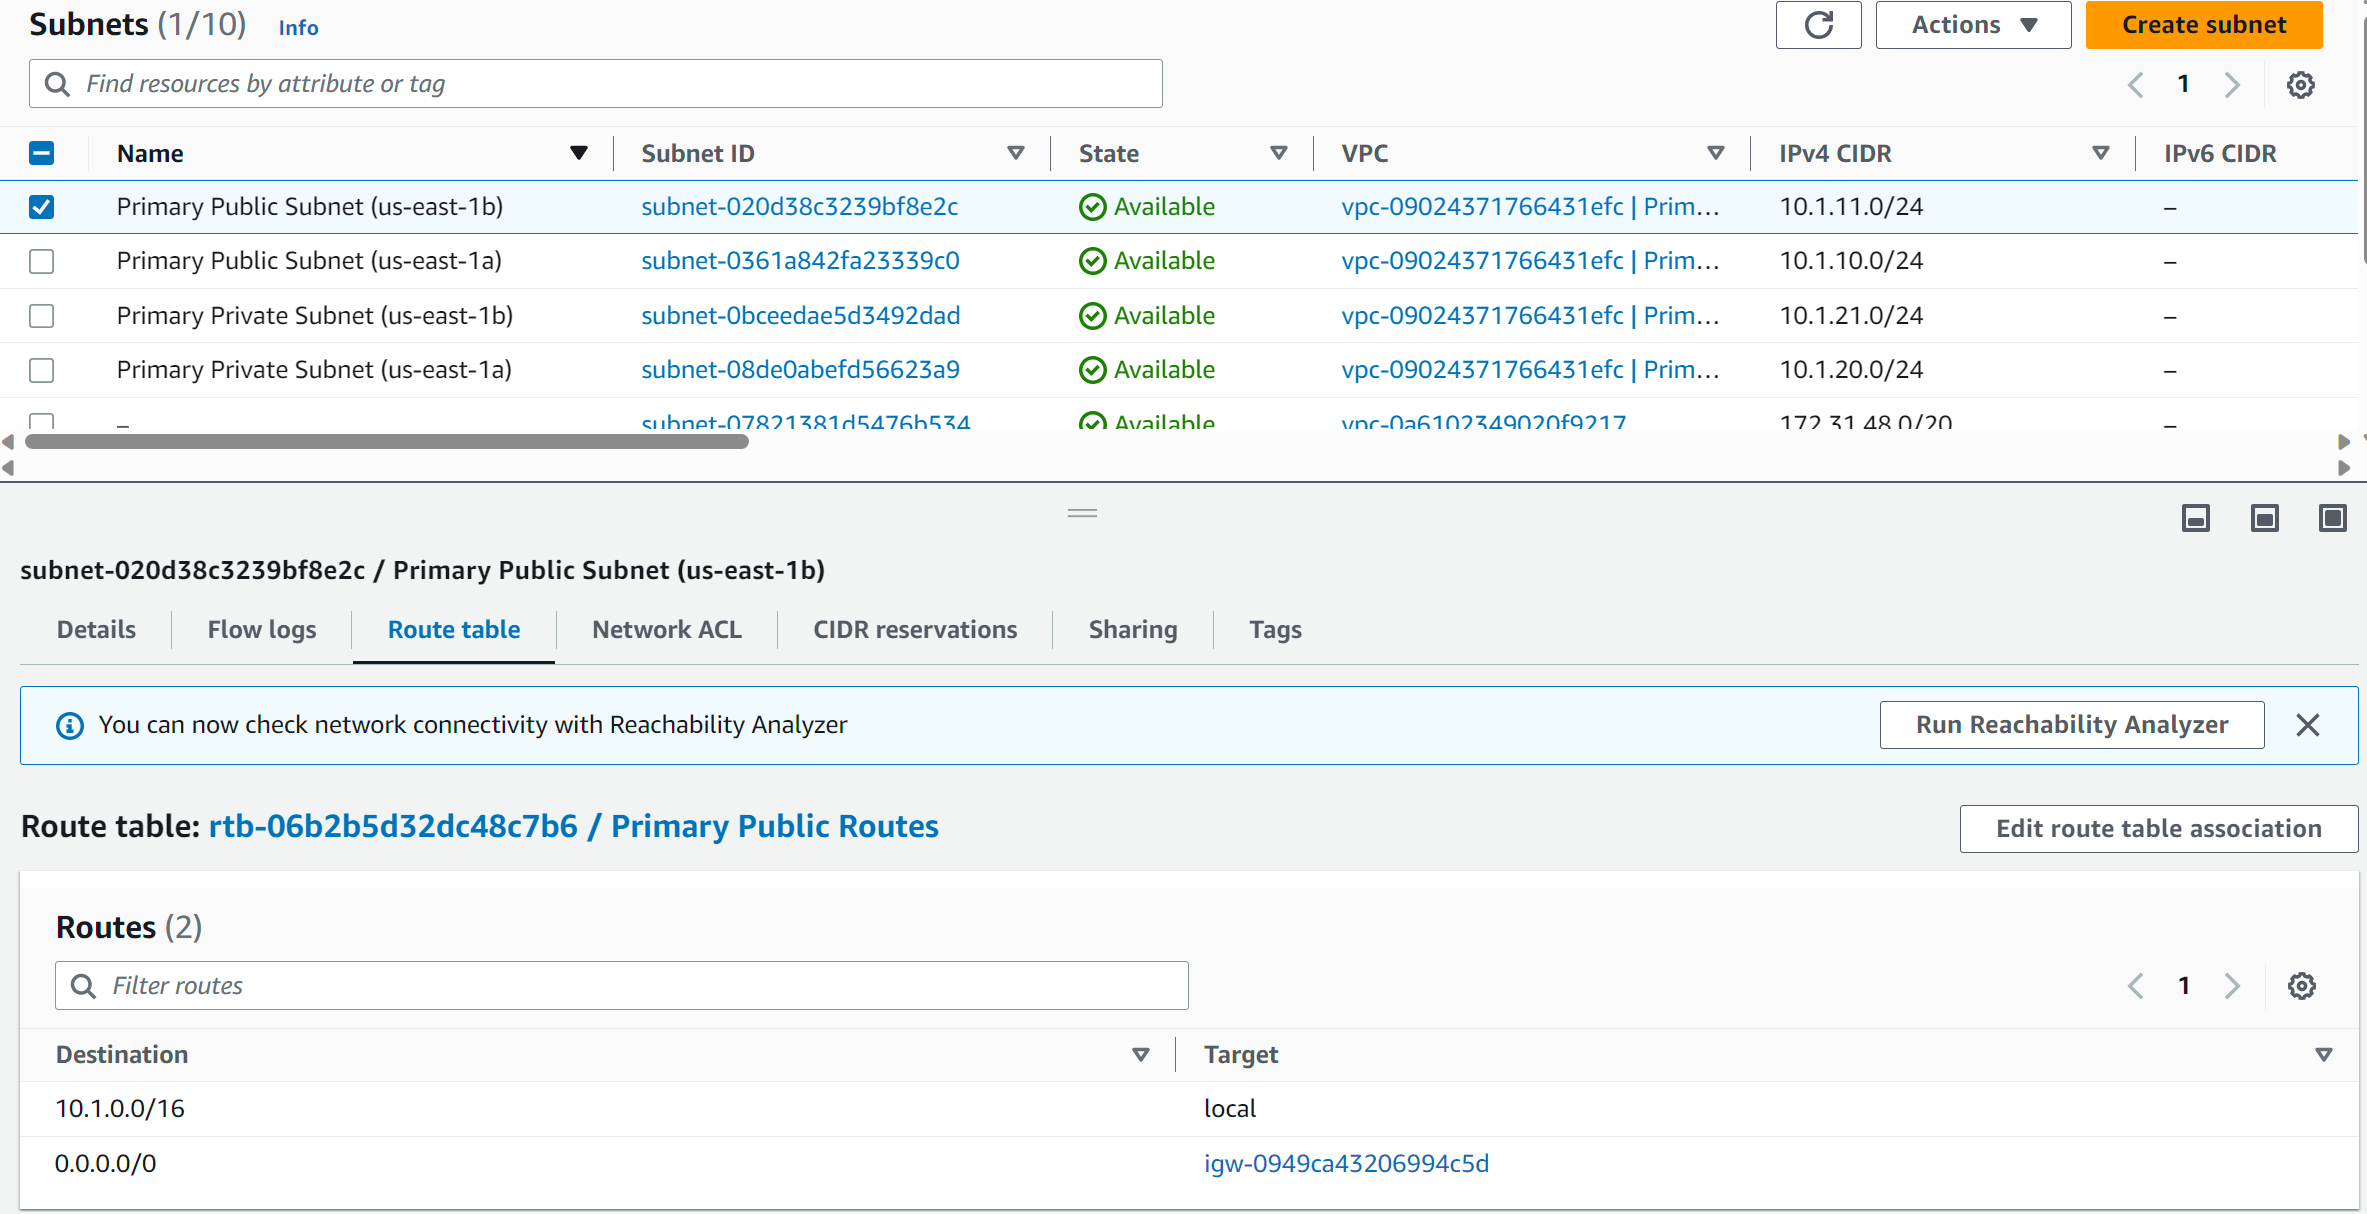 Subnets (1/10) Info Actions Create subnet
Find resources by attribute or tag 1
Name Subnet ID State VPC IPv4 CIDR IPv6 CIDR
Primary Public Subnet (us-east-1b) subnet-020d38c3239bf8e2c Available vpc-09024371766431efc | Prim... 10.1.11.0/24 –
Primary Public Subnet (us-east-1a) subnet-0361a842fa23339c0 Available vpc-09024371766431efc | Prim... 10.1.10.0/24 –
Primary Private Subnet (us-east-1b) subnet-0bceedae5d3492dad Available vpc-09024371766431efc | Prim... 10.1.21.0/24 –
Primary Private Subnet (us-east-1a) subnet-08de0abefd56623a9 Available vpc-09024371766431efc | Prim... 10.1.20.0/24 –
– subnet-07821381d5476b534 Available vpc-0a6102349020f9217 172.31.48.0/20 –
subnet-020d38c3239bf8e2c / Primary Public Subnet (us-east-1b)
Details Flow logs Route table Network ACL CIDR reservations Sharing Tags
You can now check network connectivity with Reachability Analyzer Run Reachability Analyzer
Route table: rtb-06b2b5d32dc48c7b6 / Primary Public Routes Edit route table association
Routes (2)
Filter routes 1
Destination Target
10.1.0.0/16 local
0.0.0.0/0 igw-0949ca43206994c5d